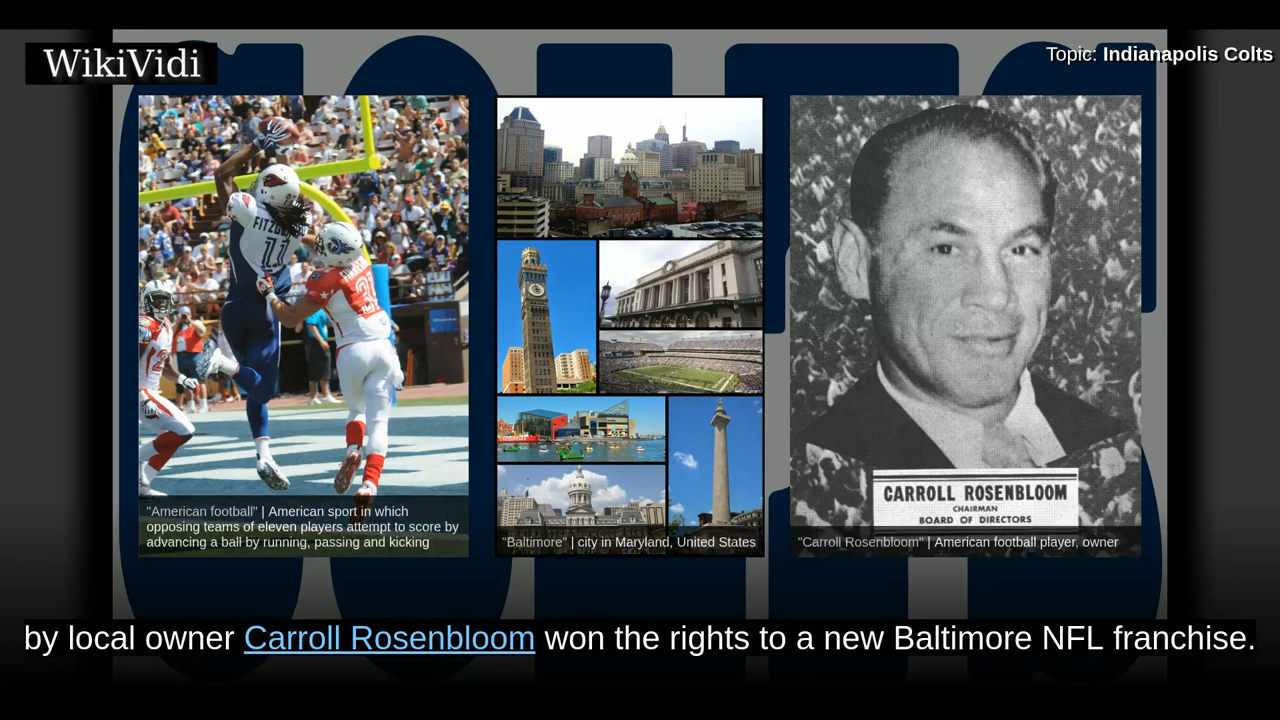 WikiVidi
Topic: Indianapolis Colts
11
"American football" | American sport in which
opposing teams of eleven players attempt to score by
advancing a ball by running, passing and kicking
"Baltimore" | city in Maryland, United States
CARROLL ROSENBLOOM
CHAIRMAN
BOARD OF DIRECTORS
"Carroll Rosenbloom" | American football player, owner
by local owner Carroll Rosenbloom won the rights to a new Baltimore NFL franchise.